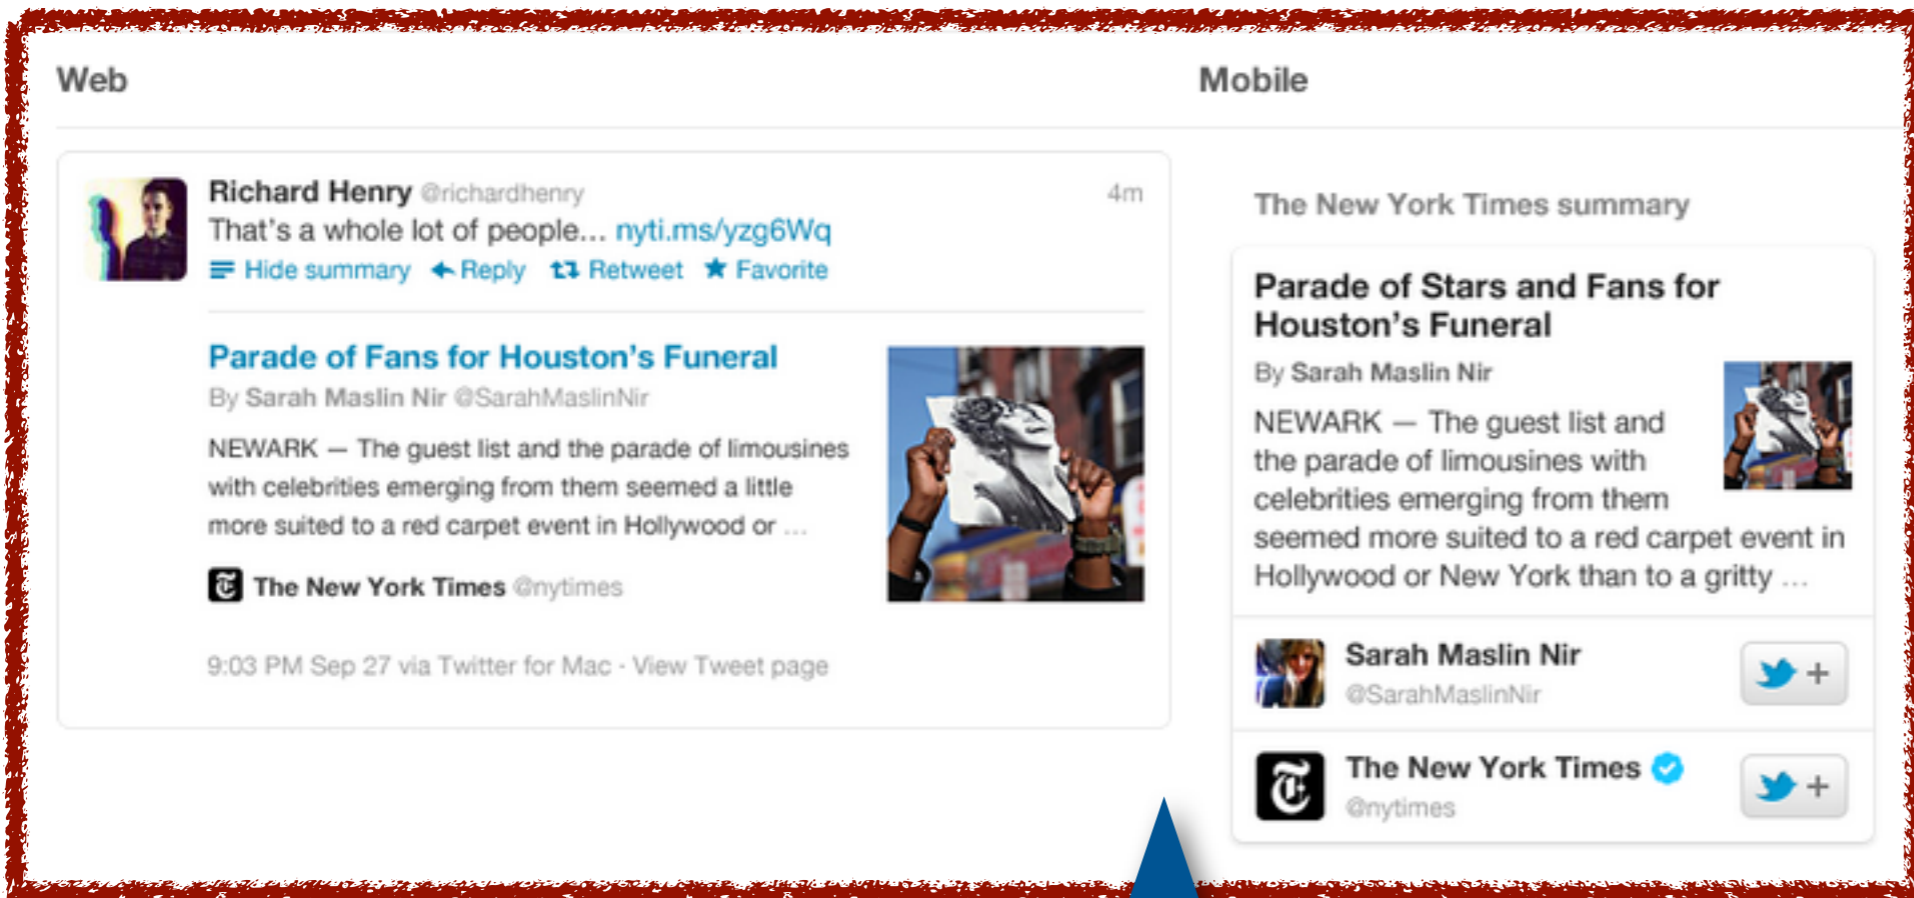 Web
Mobile
Richard Henry @richardhenry 4m
That's a whole lot of people... nyti.ms/yzg6Wq
Hide summary Reply Retweet Favorite
Parade of Fans for Houston's Funeral
By Sarah Maslin Nir @SarahMaslinNir
NEWARK — The guest list and the parade of limousines
with celebrities emerging from them seemed a little
more suited to a red carpet event in Hollywood or ...
The New York Times @nytimes
9:03 PM Sep 27 via Twitter for Mac · View Tweet page
The New York Times summary
Parade of Stars and Fans for
Houston's Funeral
By Sarah Maslin Nir
NEWARK — The guest list and
the parade of limousines with
celebrities emerging from them
seemed more suited to a red carpet event in
Hollywood or New York than to a gritty ...
Sarah Maslin Nir
@SarahMaslinNir
+
The New York Times
@nytimes
+